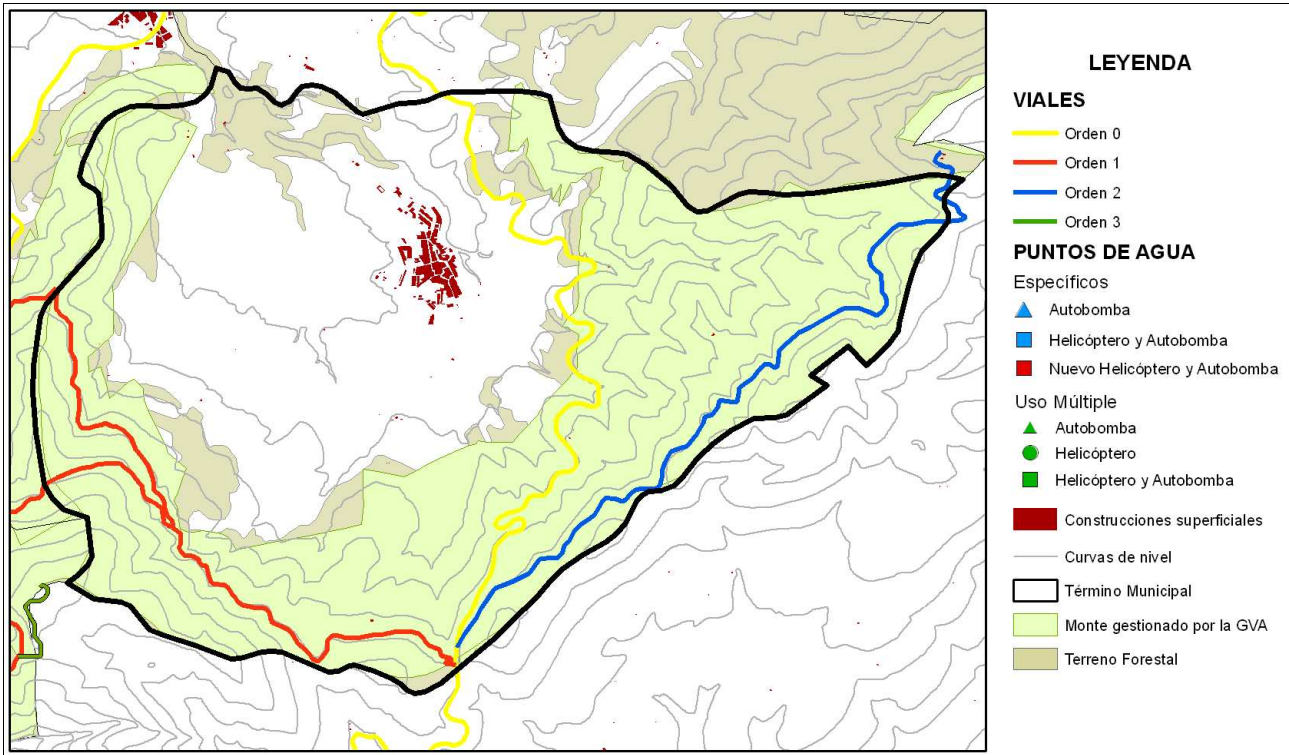 LEYENDA
VIALES
Orden 0
Orden 1
Orden 2
Orden 3
PUNTOS DE AGUA
Específicos
Autobomba
Helicóptero y Autobomba
Nuevo Helicóptero y Autobomba
Uso Múltiple
Autobomba
Helicóptero
Helicóptero y Autobomba
Construcciones superficiales
Curvas de nivel
Término Municipal
Monte gestionado por la GVA
Terreno Forestal